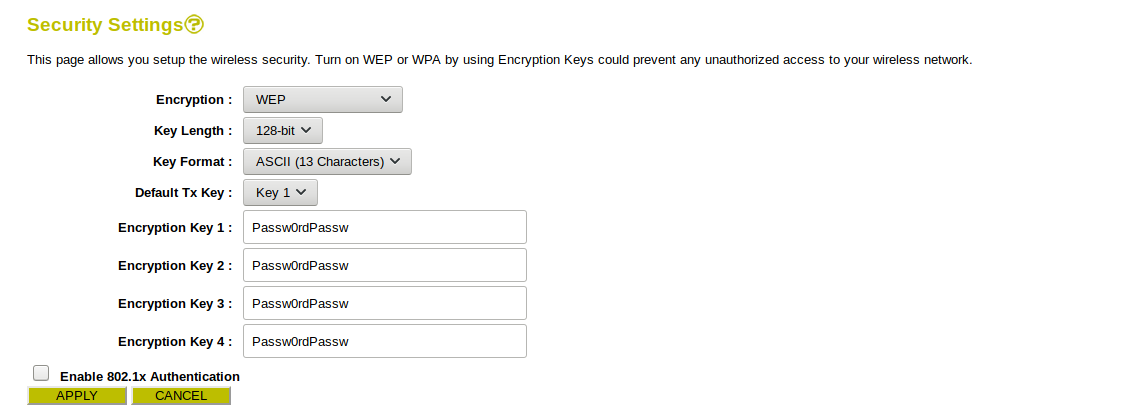 Security Settings?
This page allows you setup the wireless security. Turn on WEP or WPA by using Encryption Keys could prevent any unauthorized access to your wireless network.
Encryption : WEP
Key Length : 128-bit
Key Format : ASCII (13 Characters)
Default Tx Key : Key 1
Encryption Key 1 : Passw0rdPassw
Encryption Key 2 : Passw0rdPassw
Encryption Key 3 : Passw0rdPassw
Encryption Key 4 : Passw0rdPassw
Enable 802.1x Authentication
APPLY CANCEL